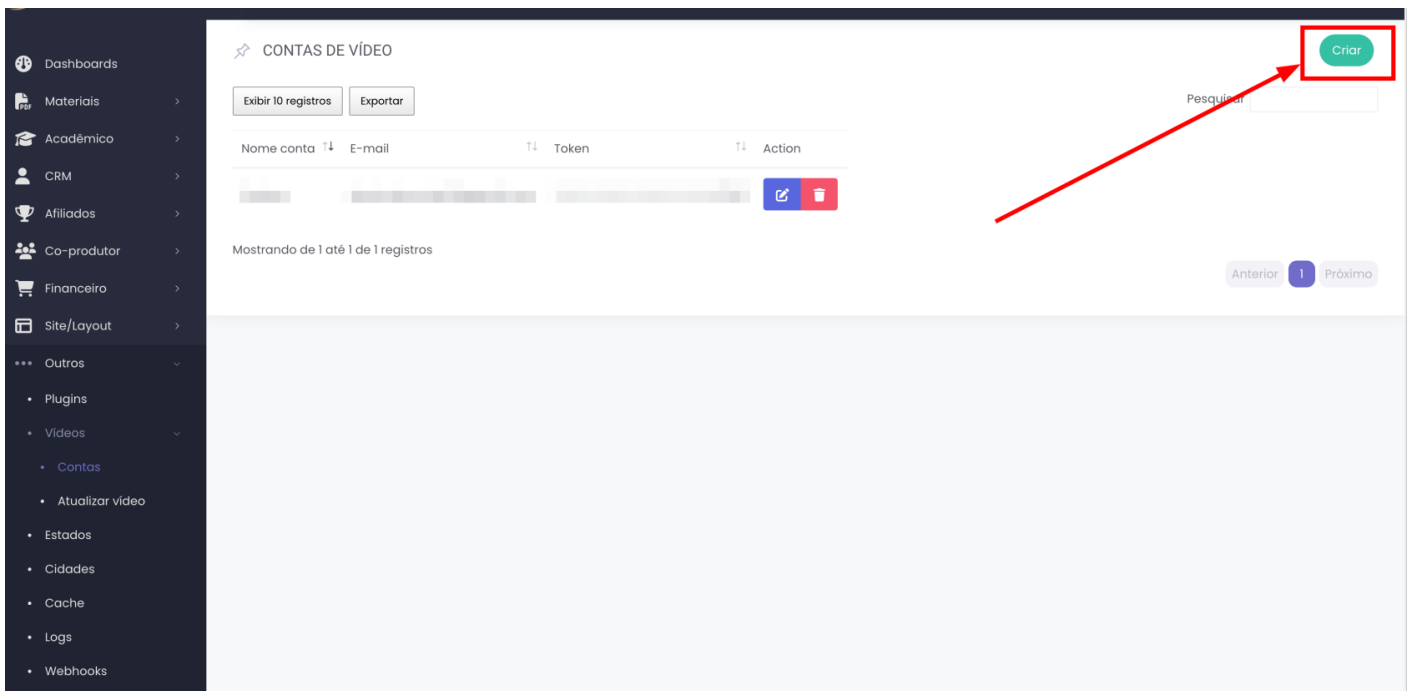 Dashboards
Materiais
Acadêmico
CRM
Afiliados
Co-produtor
Financeiro
Site/Layout
Outros
Plugins
Vídeos
Contas
Atualizar vídeo
Estados
Cidades
Cache
Logs
Webhooks
CONTAS DE VÍDEO
Criar
Exibir 10 registros Exportar
Pesquisar
Nome conta E-mail Token Action
Mostrando de 1 até 1 de 1 registros
Anterior 1 Próximo